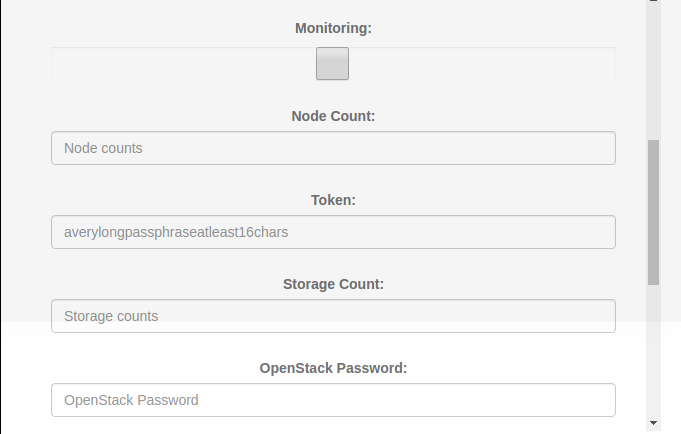 Monitoring:
Node Count:
Node counts
Token:
averylongpassphraseatleast16chars
Storage Count:
Storage counts
OpenStack Password:
OpenStack Password